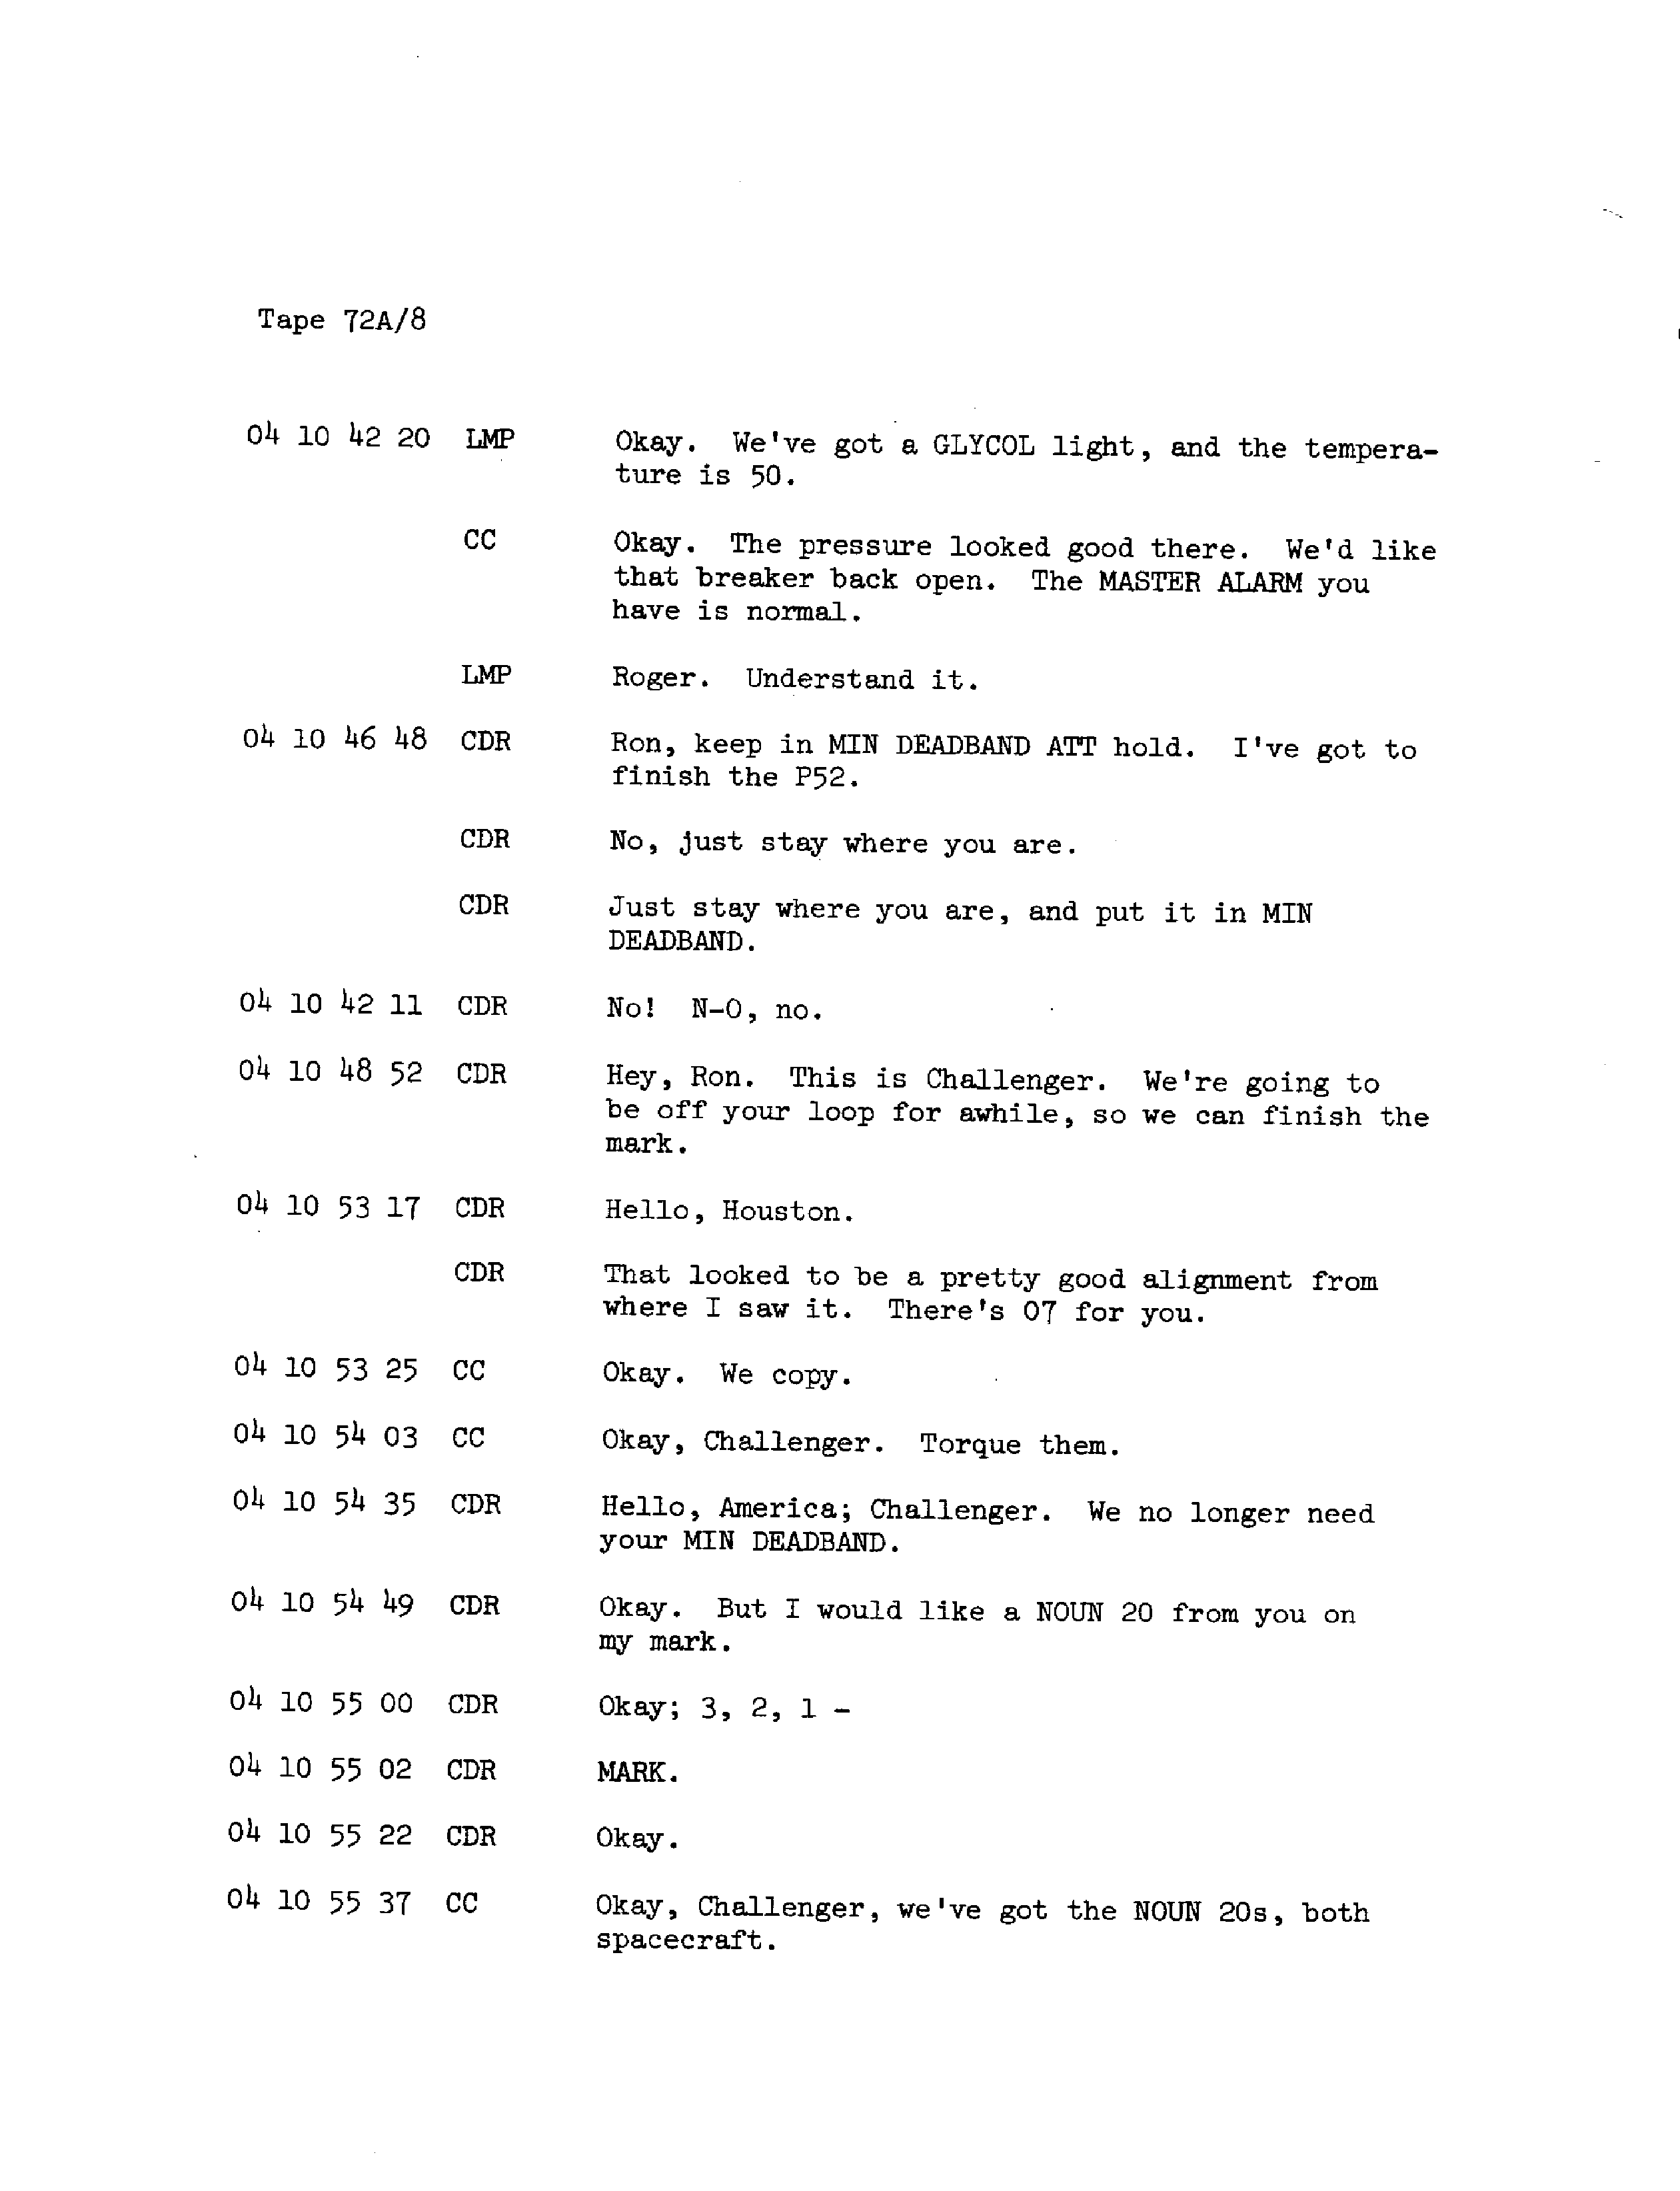 Tape 72A/8
04 10 42 20 LMP Okay. We've got a GLYCOL light, and the tempera-
ture is 50.
CC Okay. The pressure looked good there. We'd like
that breaker back open. The MASTER ALARM you
have is normal.
LMP Roger. Understand it.
04 10 46 48 CDR Ron, keep in MIN DEADBAND ATT hold. I've got to
finish the P52.
CDR No, just stay where you are.
CDR Just stay where you are, and put it in MIN
DEADBAND.
04 10 42 11 CDR No! N-O, no.
04 10 48 52 CDR Hey, Ron. This is Challenger. We're going to
be off your loop for awhile, so we can finish the
mark.
04 10 53 17 CDR Hello, Houston.
CDR That looked to be a pretty good alignment from
where I saw it. There's 07 for you.
04 10 53 25 CC Okay. We copy.
04 10 54 03 CC Okay, Challenger. Torque them.
04 10 54 35 CDR Hello, America; Challenger. We no longer need
your MIN DEADBAND.
04 10 54 49 CDR Okay. But I would like a NOUN 20 from you on
my mark.
04 10 55 00 CDR Okay; 3, 2, 1 -
04 10 55 02 CDR MARK.
04 10 55 22 CDR Okay.
04 10 55 37 CC Okay, Challenger, we've got the NOUN 20s, both
spacecraft.